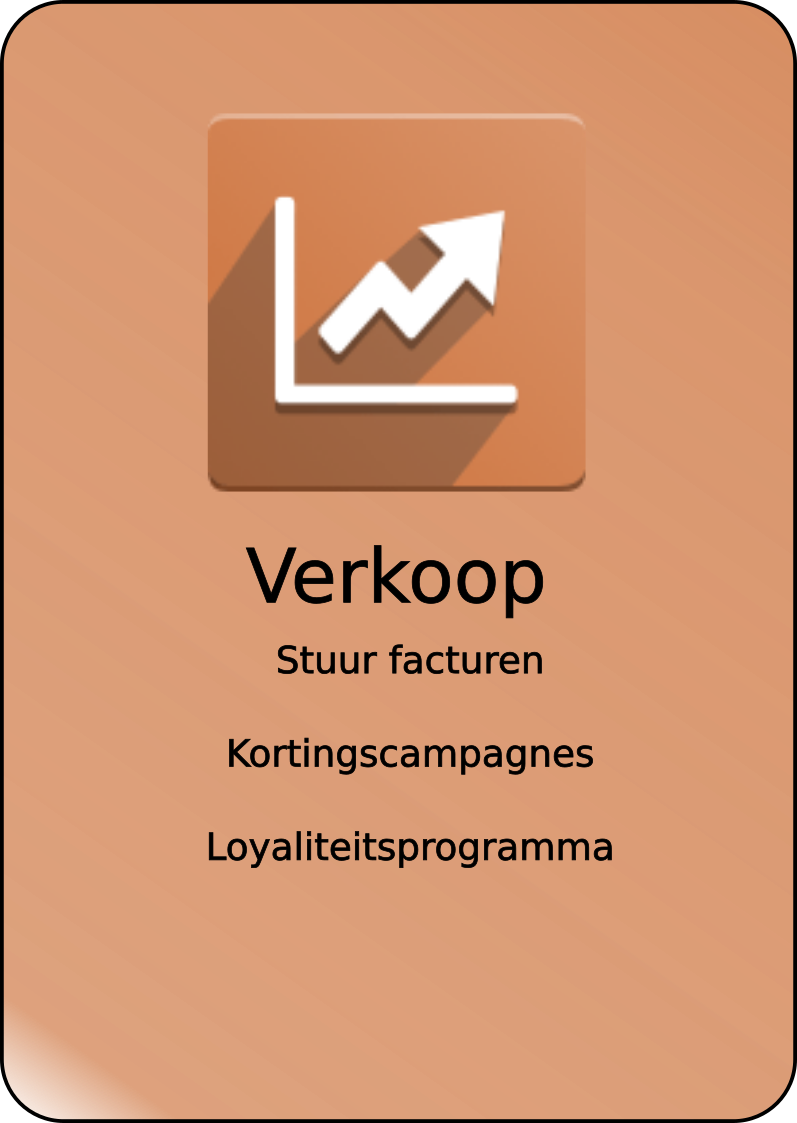 Verkoop
Stuur facturen
Kortingscampagnes
Loyaliteitsprogramma